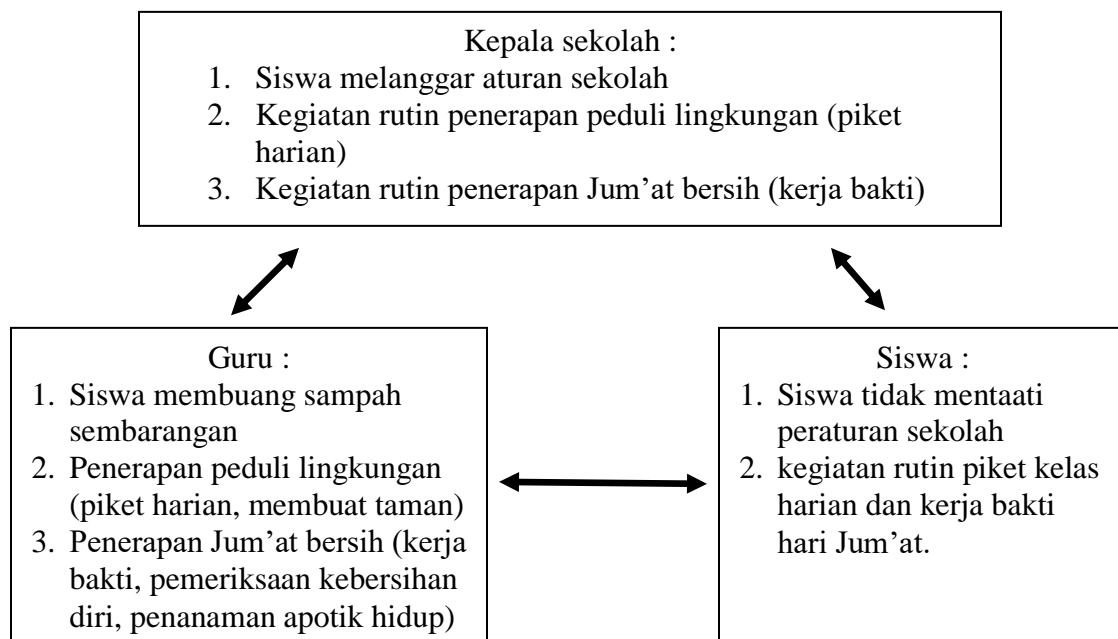 Kepala sekolah :
1. Siswa melanggar aturan sekolah
2. Kegiatan rutin penerapan peduli lingkungan (piket
harian)
3. Kegiatan rutin penerapan Jum’at bersih (kerja bakti)
Guru :
1. Siswa membuang sampah
sembarangan
2. Penerapan peduli lingkungan
(piket harian, membuat taman)
3. Penerapan Jum’at bersih (kerja
bakti, pemeriksaan kebersihan
diri, penanaman apotik hidup)
Siswa :
1. Siswa tidak mentaati
peraturan sekolah
2. kegiatan rutin piket kelas
harian dan kerja bakti
hari Jum’at.